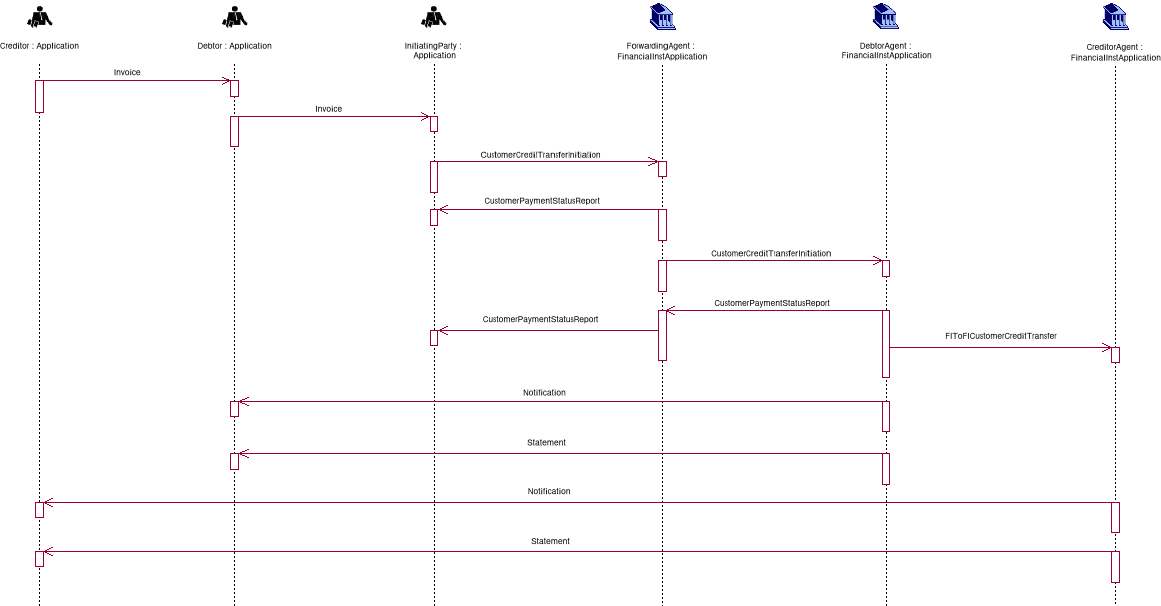 Creditor : Application
Debtor : Application
InitiatingParty :
Application
ForwardingAgent :
FinancialInstApplication
DebtorAgent :
FinancialInstApplication
CreditorAgent :
FinancialInstApplication
Invoice
Invoice
CustomerCreditTransferInitiation
CustomerPaymentStatusReport
CustomerCreditTransferInitiation
CustomerPaymentStatusReport
CustomerPaymentStatusReport
FIToFICustomerCreditTransfer
Notification
Statement
Notification
Statement